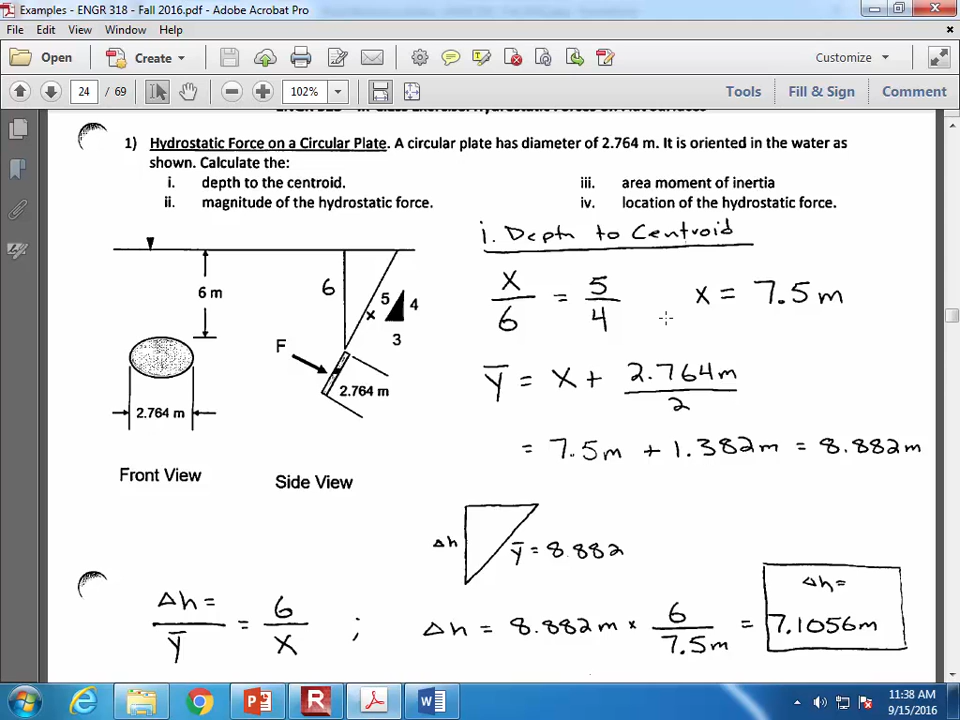 Examples - ENGR 318 - Fall 2016.pdf - Adobe Acrobat Pro
File Edit View Window Help
Open Create Customize
24 / 69 102% Tools Fill & Sign Comment
1) Hydrostatic Force on a Circular Plate. A circular plate has diameter of 2.764 m. It is oriented in the water as
shown. Calculate the:
i. depth to the centroid. iii. area moment of inertia
ii. magnitude of the hydrostatic force. iv. location of the hydrostatic force.
i. Depth to Centroid
6 m
6
5
4
x
3
F
2.764 m
2.764 m
Front View
Side View
x/6 = 5/4 x = 7.5 m
y̅ = x + 2.764m/2
= 7.5m + 1.382m = 8.882m
Δh
y̅ = 8.882
Δh=/y̅ = 6/x ; Δh = 8.882m × 6/7.5m = Δh= 7.1056m
11:38 AM
9/15/2016